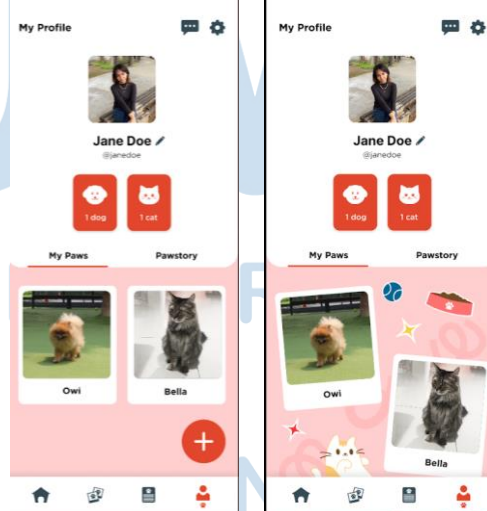 My Profile
Jane Doe
@janedoe
1 dog
1 cat
My Paws
Pawstory
Owi
Bella
My Profile
Jane Doe
@janedoe
1 dog
1 cat
My Paws
Pawstory
Owi
Bella